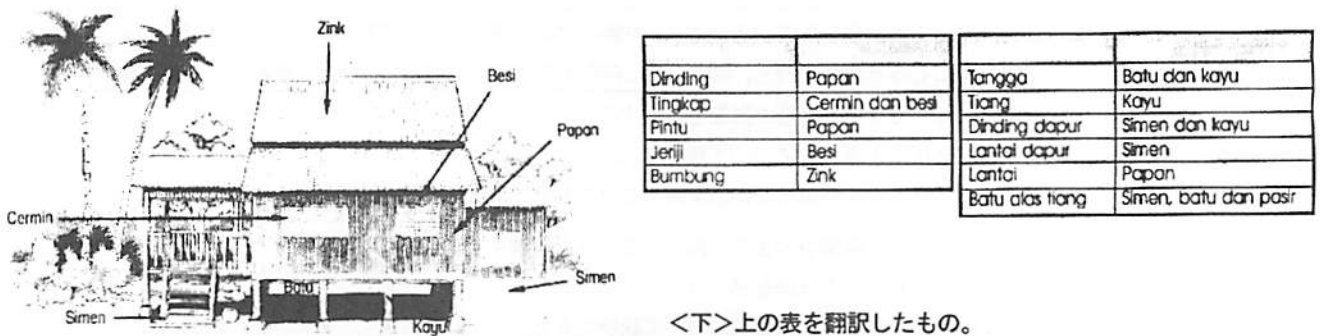 Zink
Besi
Papan
Cermin
Batu
Simen
Simen
Kayu
Dinding Papan
Tingkap Cermin dan besi
Pintu Papan
Jeriji Besi
Bumbung Zink
Tangga Batu dan kayu
Tiang Kayu
Dinding dapur Simen dan kayu
Lantai dapur Simen
Lantai Papan
Batu alas tiang Simen, batu dan pasir
<下>上の表を翻訳したもの。